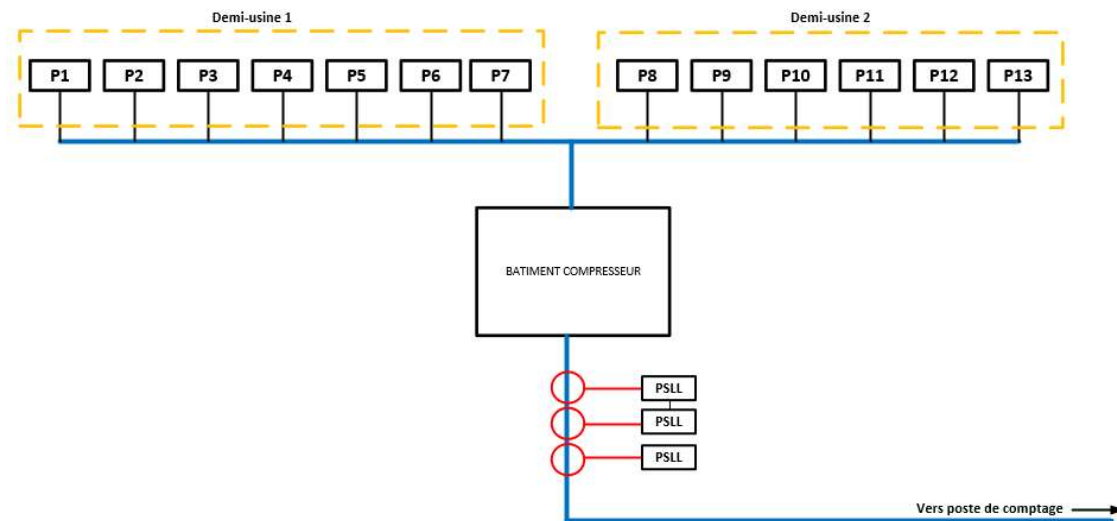 Demi-usine 1
Demi-usine 2
P1 P2 P3 P4 P5 P6 P7
P8 P9 P10 P11 P12 P13
BATIMENT COMPRESSEUR
PSLL
PSLL
PSLL
Vers poste de comptage